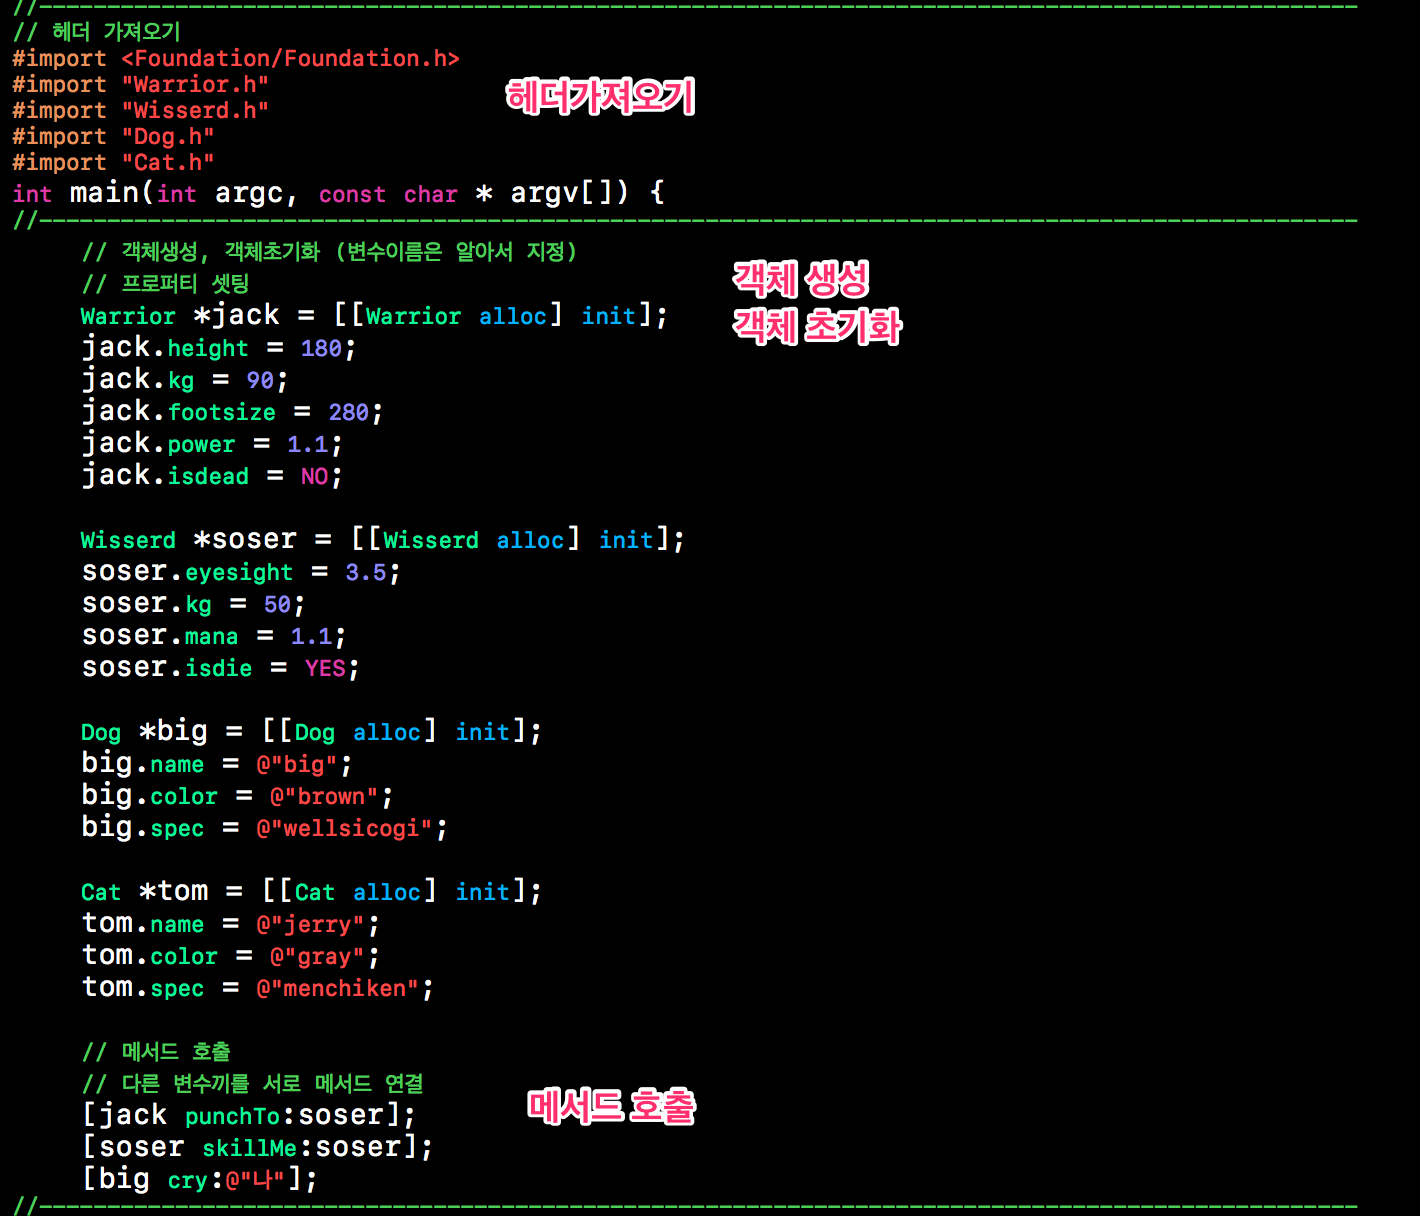 //-------------------------------------------------------------------------------------------------
// 헤더 가져오기
#import <Foundation/Foundation.h>
#import "Warrior.h"
헤더가져오기
#import "Wisserd.h"
#import "Dog.h"
#import "Cat.h"
int main(int argc, const char * argv[]) {
//-------------------------------------------------------------------------------------------------
// 객체생성, 객체초기화 (변수이름은 알아서 지정)
객체 생성
// 프로퍼티 셋팅
Warrior *jack = [[Warrior alloc] init];
객체 초기화
jack.height = 180;
jack.kg = 90;
jack.footsize = 280;
jack.power = 1.1;
jack.isdead = NO;
Wisserd *soser = [[Wisserd alloc] init];
soser.eyesight = 3.5;
soser.kg = 50;
soser.mana = 1.1;
soser.isdie = YES;
Dog *big = [[Dog alloc] init];
big.name = @"big";
big.color = @"brown";
big.spec = @"wellsicogi";
Cat *tom = [[Cat alloc] init];
tom.name = @"jerry";
tom.color = @"gray";
tom.spec = @"menchiken";
// 메서드 호출
// 다른 변수끼를 서로 메서드 연결
[jack punchTo:soser];
메서드 호출
[soser skillMe:soser];
[big cry:@"나"];
//-------------------------------------------------------------------------------------------------